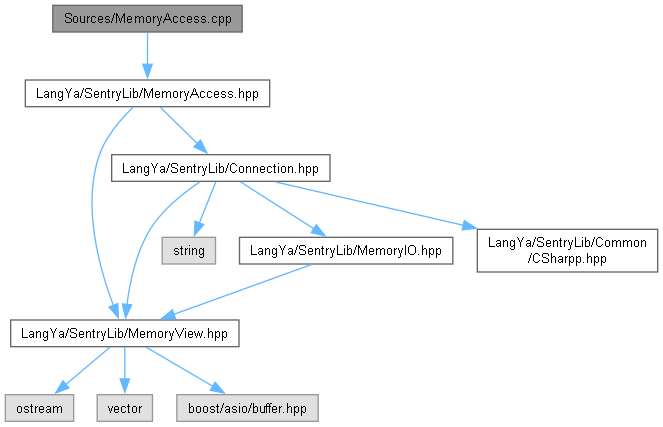 Sources/MemoryAccess.cpp
LangYa/SentryLib/MemoryAccess.hpp
LangYa/SentryLib/Connection.hpp
string
LangYa/SentryLib/MemoryIO.hpp
LangYa/SentryLib/Common
/CSharpp.hpp
LangYa/SentryLib/MemoryView.hpp
ostream
vector
boost/asio/buffer.hpp